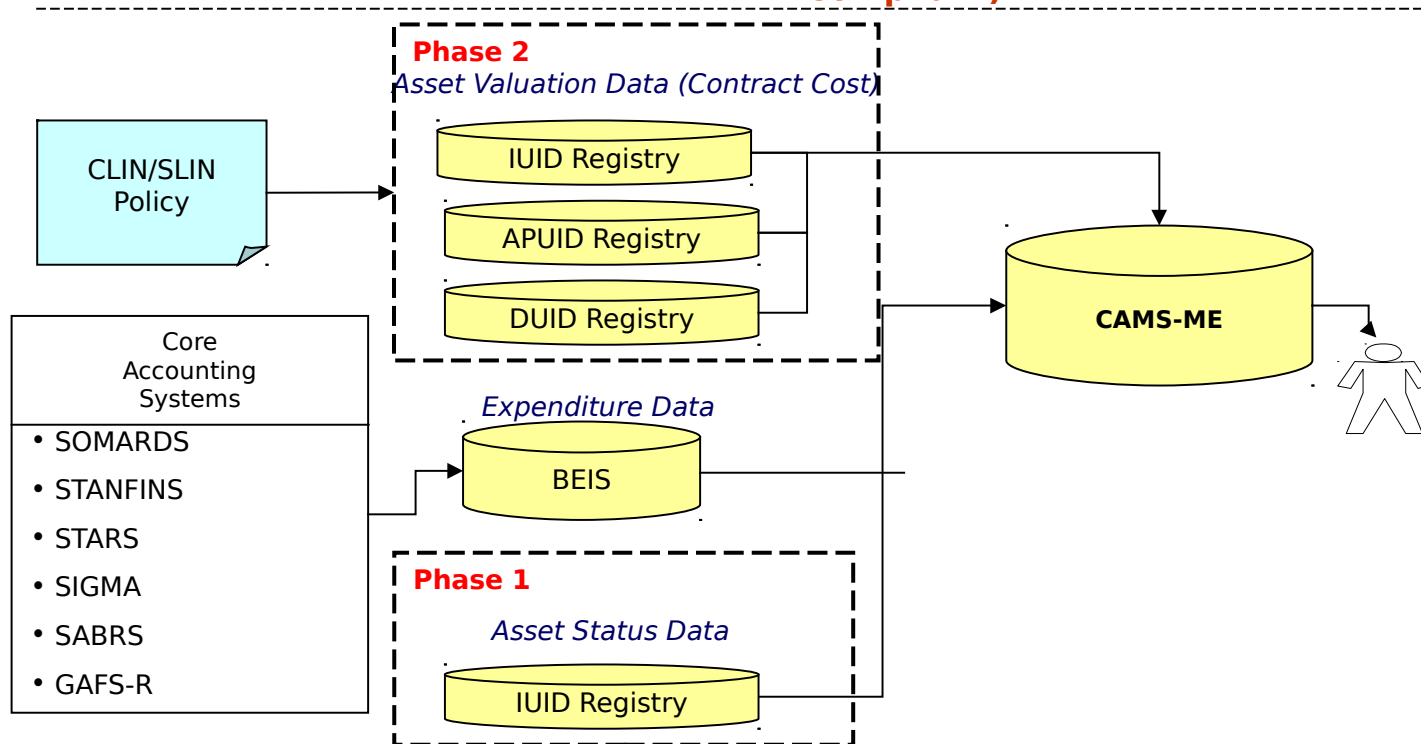 Phase 2
Asset Valuation Data (Contract Cost)
IUID Registry
CLIN/SLIN
Policy
APUID Registry
DUID Registry
CAMS-ME
Core
Accounting
Systems
• SOMARDS
• STANFINS
• STARS
• SIGMA
• SABRS
• GAFS-R
Expenditure Data
BEIS
Phase 1
Asset Status Data
IUID Registry